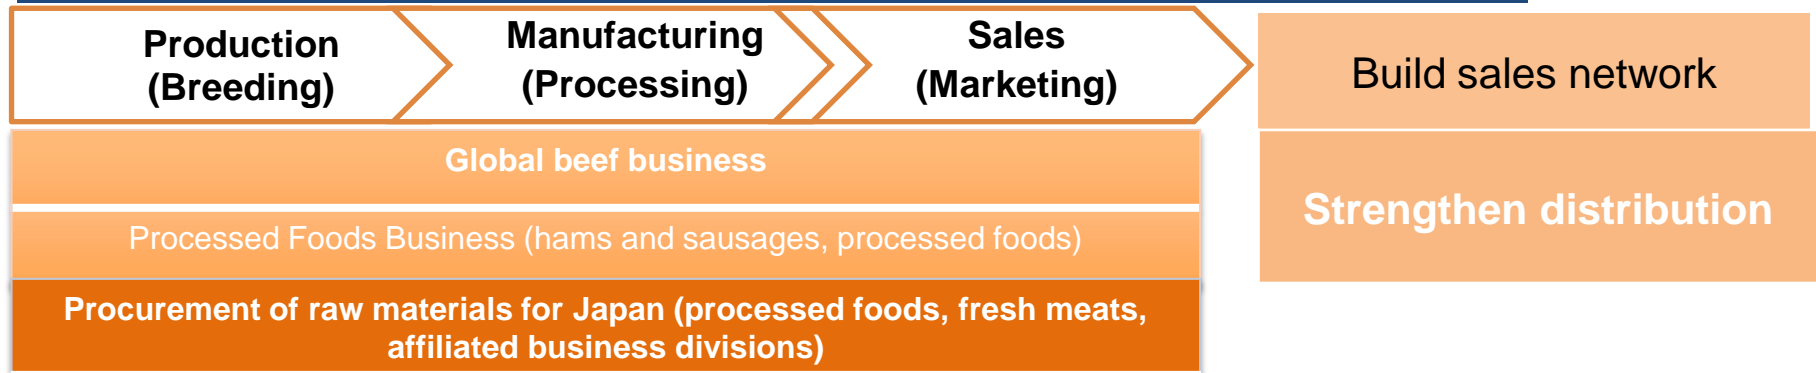 Production
(Breeding)
Manufacturing
(Processing)
Sales
(Marketing)
Build sales network
Global beef business
Strengthen distribution
Processed Foods Business (hams and sausages, processed foods)
Procurement of raw materials for Japan (processed foods, fresh meats,
affiliated business divisions)